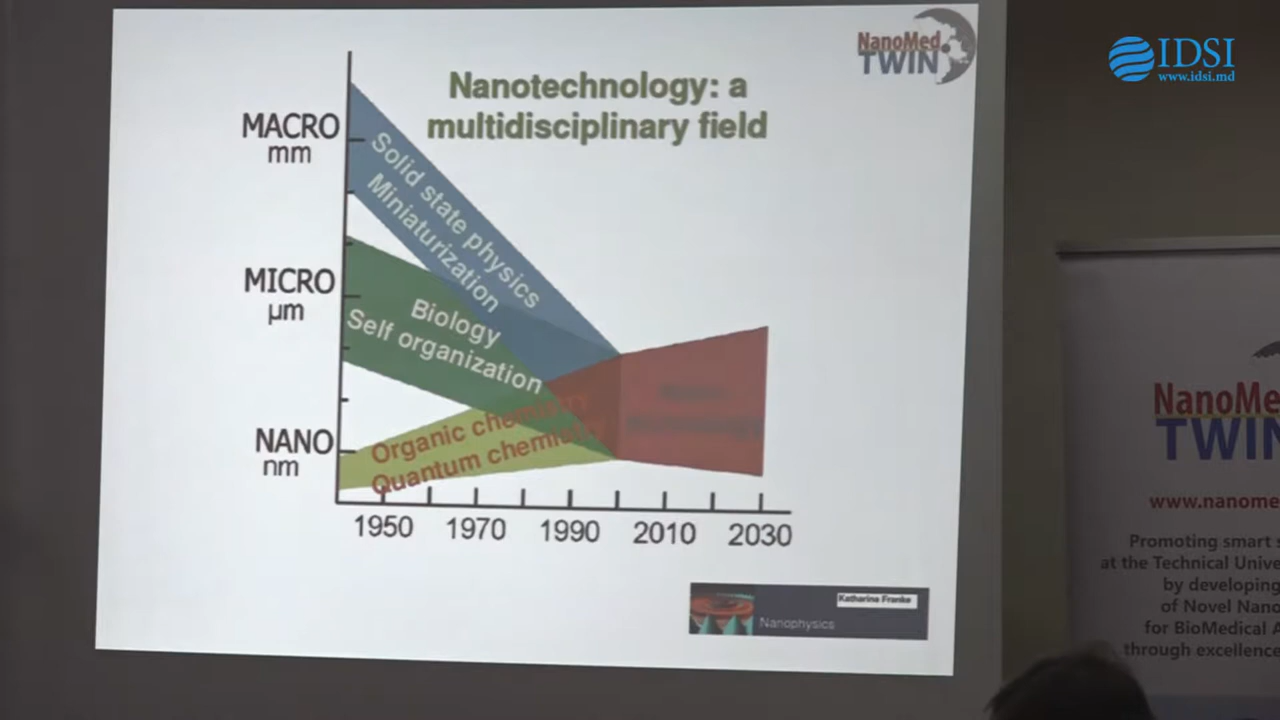 NanoMed
TWIN
IDSI
www.idsi.md
Nanotechnology: a
multidisciplinary field
MACRO
mm
MICRO
µm
NANO
nm
Solid state physics
Miniaturization
Biology
Self organization
Organic chemistry
Quantum chemistry
1950 1970 1990 2010 2030
Katharina Franke
Nanophysics
NanoMe
TWIN
www.nanome
Promoting smart s
at the Technical Unive
by developing
of Novel Nano
for BioMedical A
through excellence